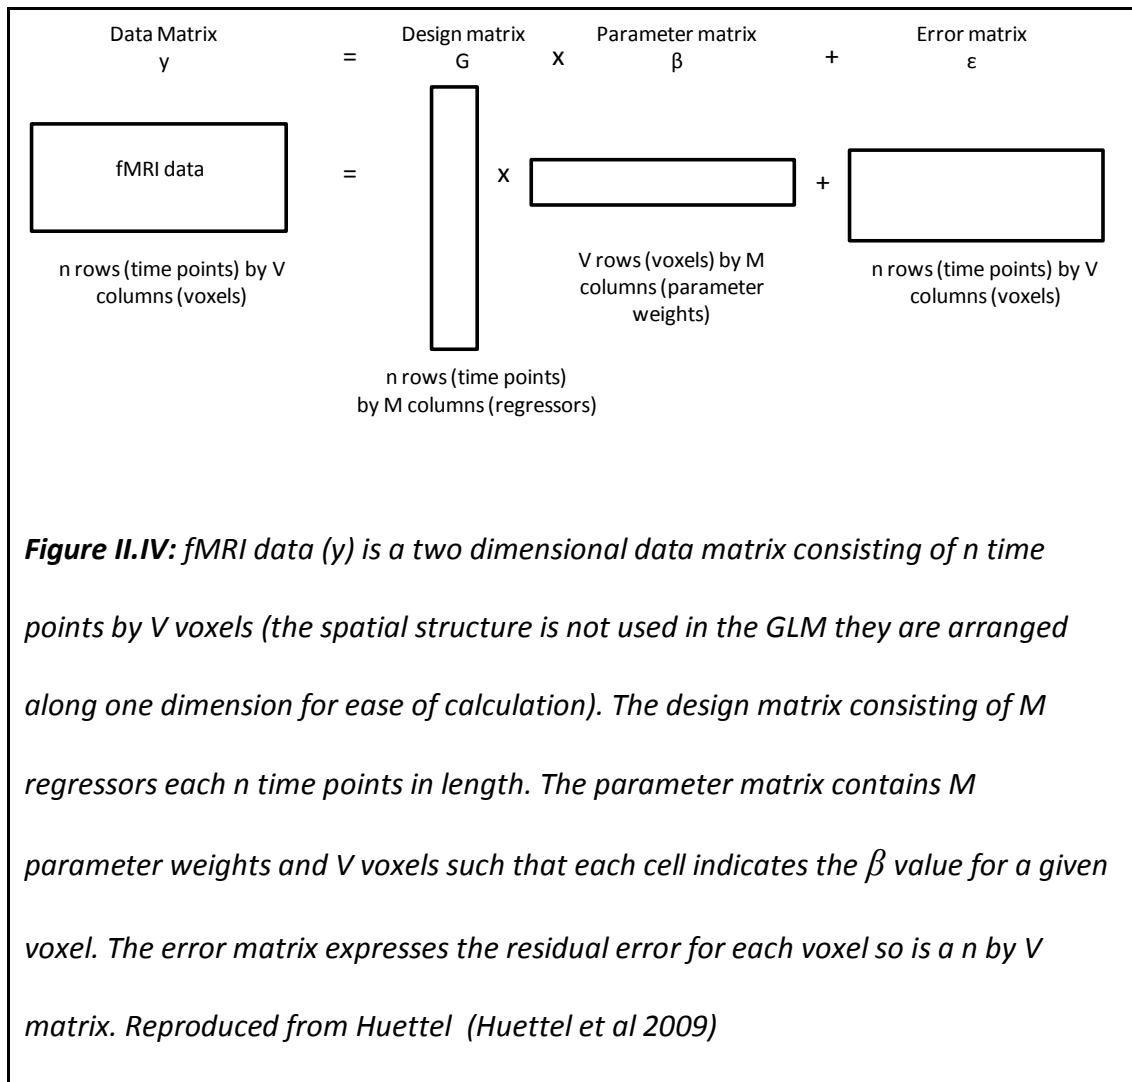 Data Matrix
y
=
Design matrix
G
x
Parameter matrix
β
+
Error matrix
ε
fMRI data
=
x
+
n rows (time points) by V
columns (voxels)
n rows (time points)
by M columns (regressors)
V rows (voxels) by M
columns (parameter
weights)
n rows (time points) by V
columns (voxels)
Figure II.IV: fMRI data (y) is a two dimensional data matrix consisting of n time
points by V voxels (the spatial structure is not used in the GLM they are arranged
along one dimension for ease of calculation). The design matrix consisting of M
regressors each n time points in length. The parameter matrix contains M
parameter weights and V voxels such that each cell indicates the β value for a given
voxel. The error matrix expresses the residual error for each voxel so is a n by V
matrix. Reproduced from Huettel (Huettel et al 2009)